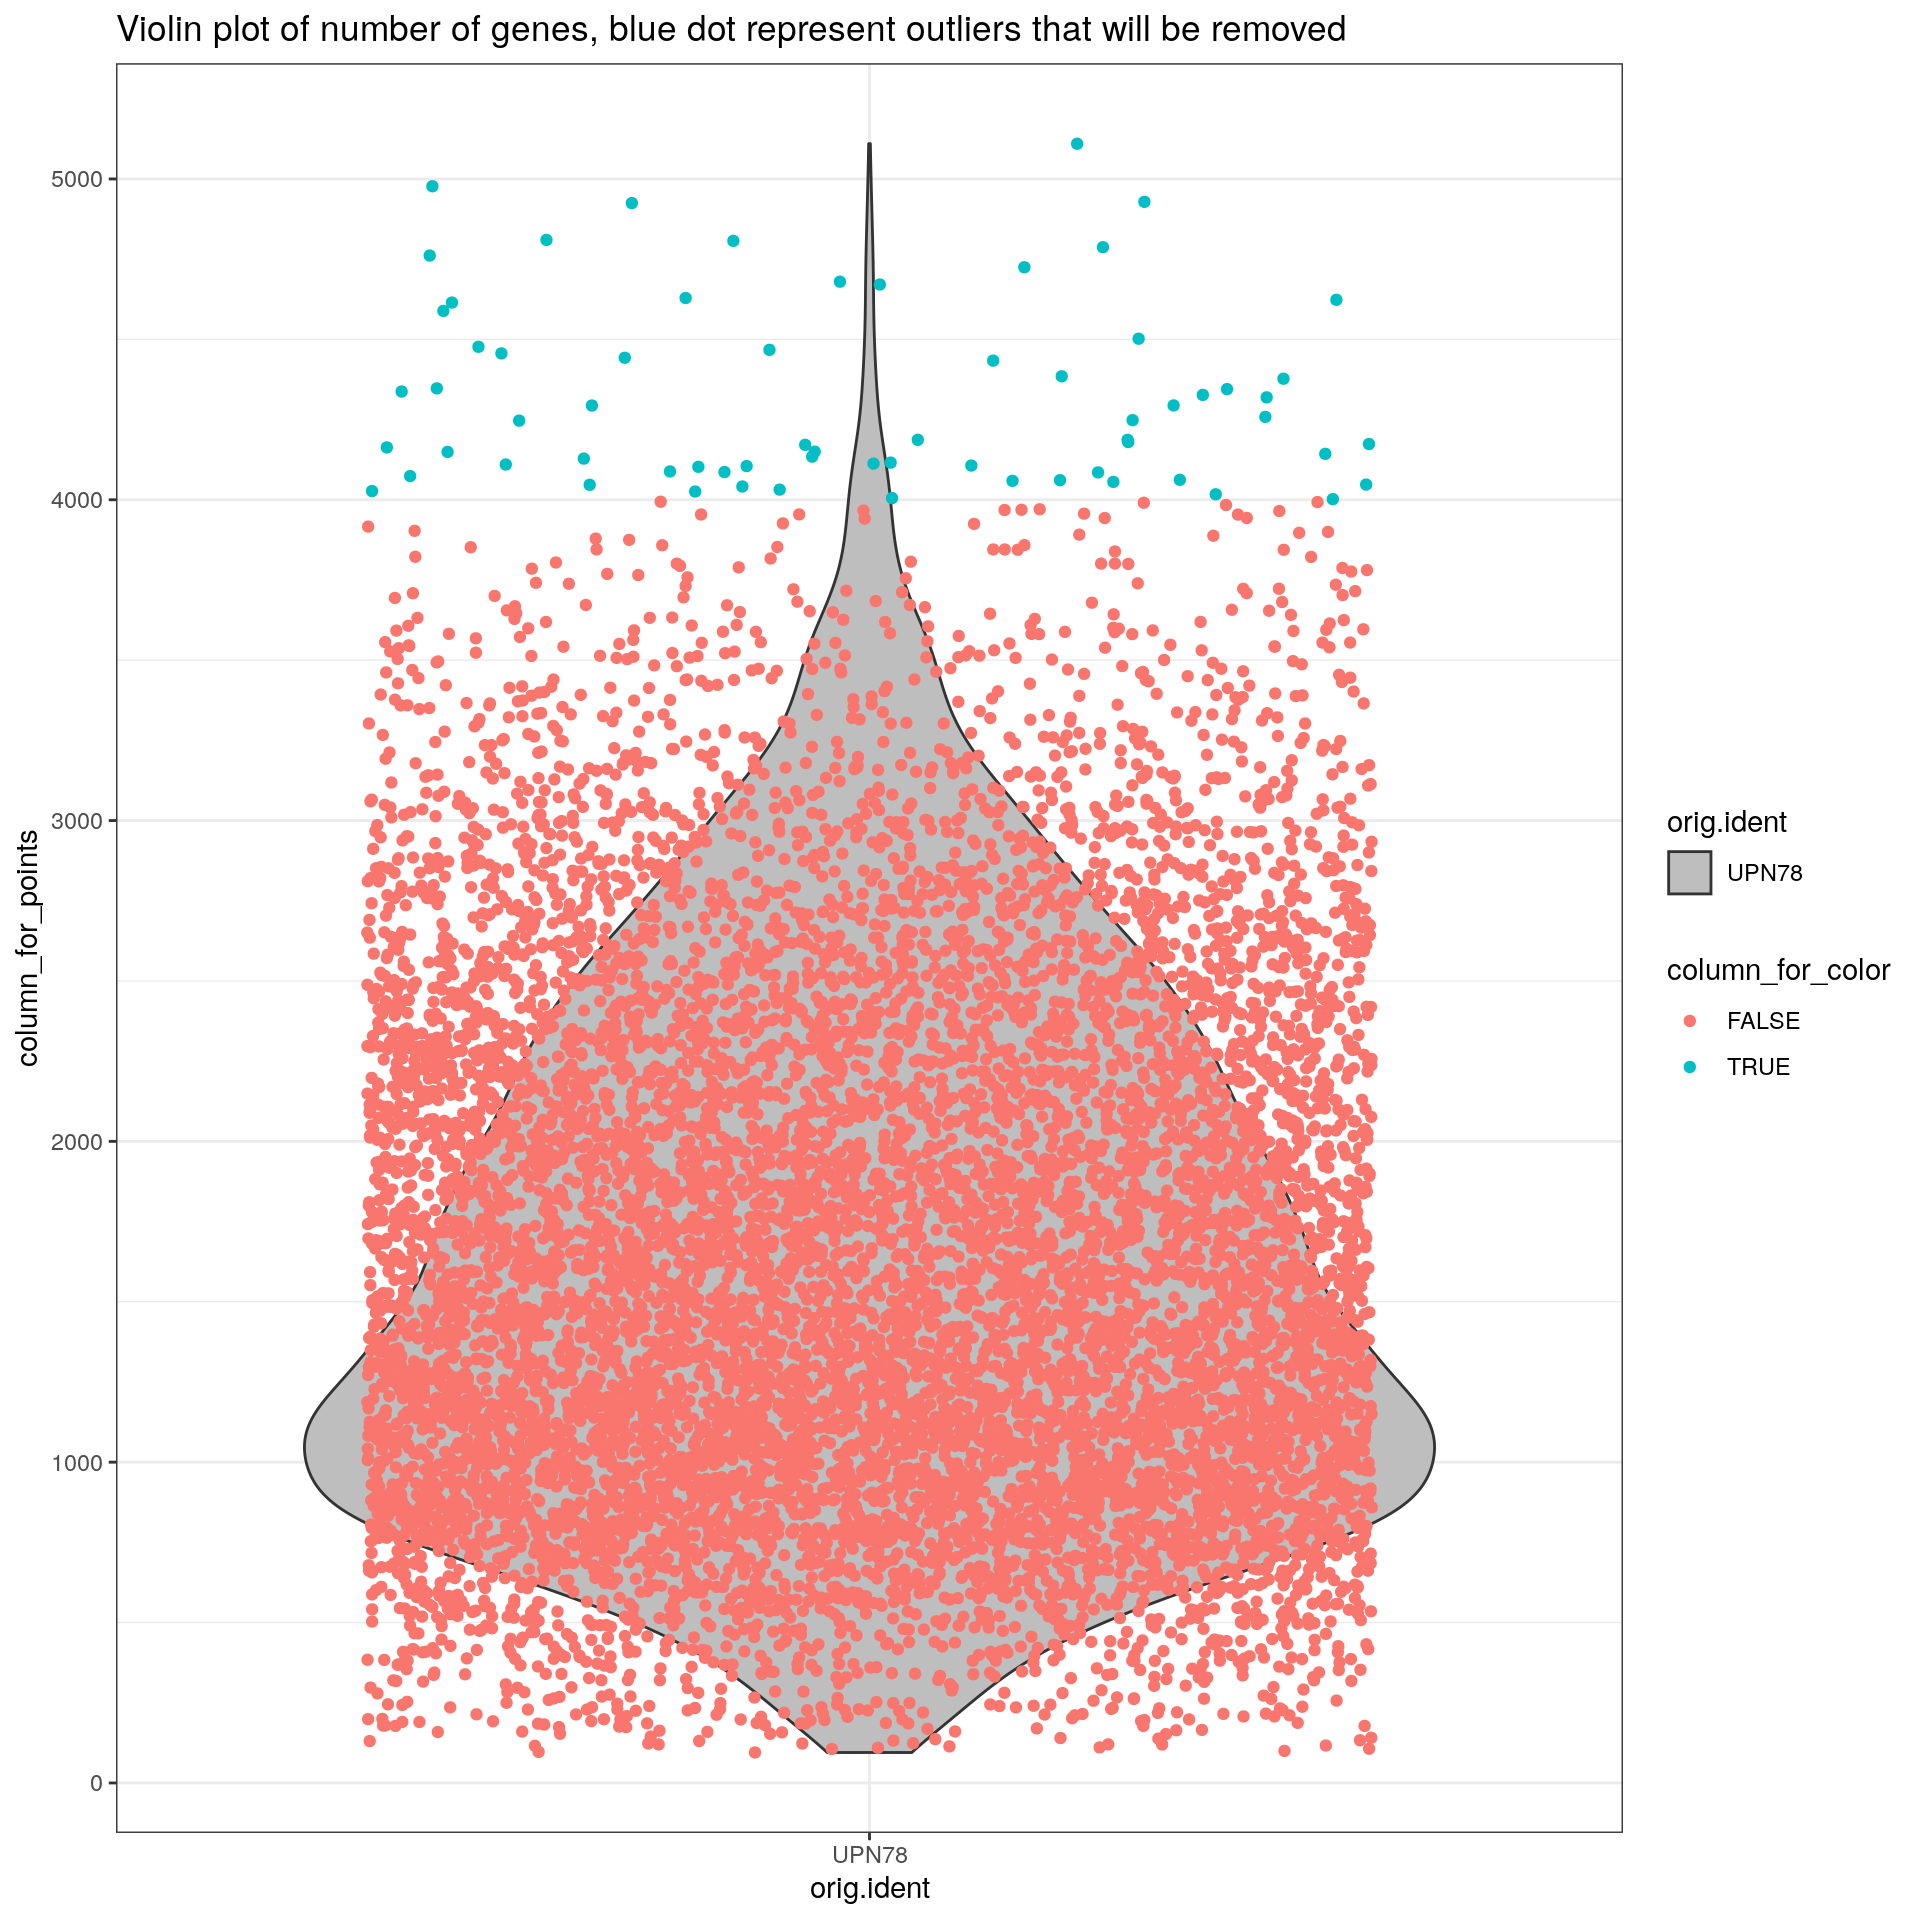 Violin plot of number of genes, blue dot represent outliers that will be removed
column_for_points
5000
4000
3000
2000
1000
0
UPN78
orig.ident
orig.ident
UPN78
column_for_color
FALSE
TRUE